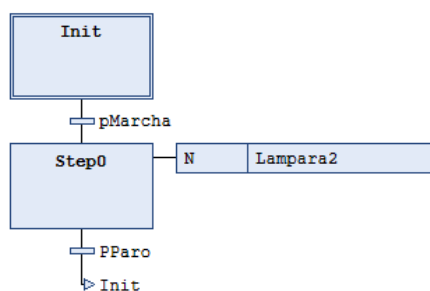 Init
pMarcha
Step0
N Lampara2
PParo
Init